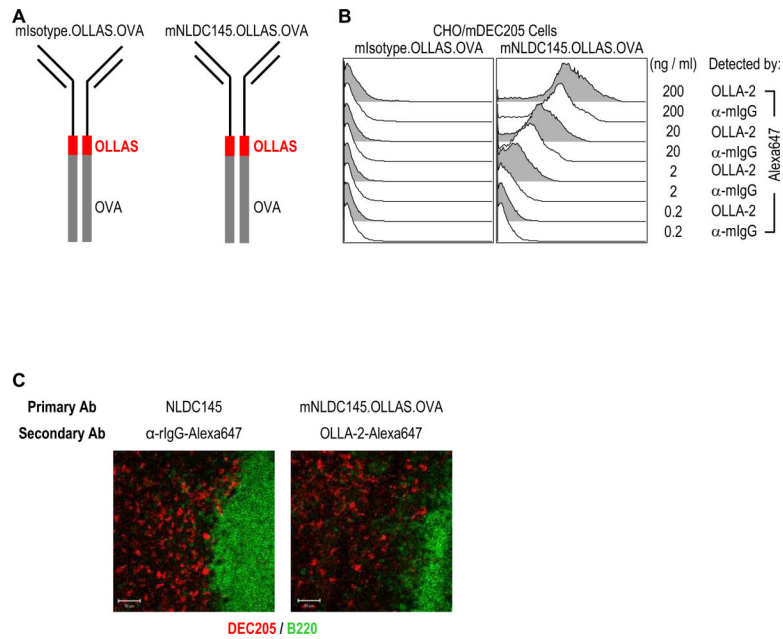 A
mIsotype.OLLAS.OVA
mNLDC145.OLLAS.OVA
OLLAS
OLLAS
OVA
OVA
B
CHO/mDEC205 Cells
mIsotype.OLLAS.OVA
mNLDC145.OLLAS.OVA
(ng / ml)
Detected by:
200 OLLA-2
200 α-mIgG
20 OLLA-2
20 α-mIgG
2 OLLA-2
2 α-mIgG
0.2 OLLA-2
0.2 α-mIgG
Alexa647
C
Primary Ab NLDC145 mNLDC145.OLLAS.OVA
Secondary Ab α-rIgG-Alexa647 OLLA-2-Alexa647
DEC205 / B220